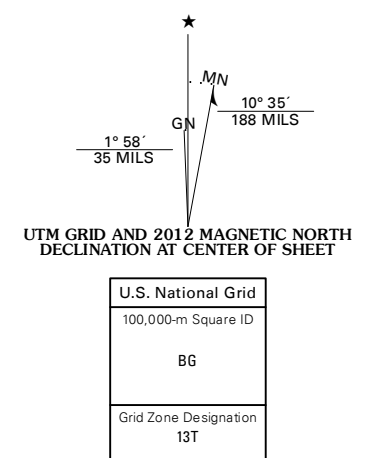 ★
MN
GN
10° 35´
188 MILS
1° 58´
35 MILS
UTM GRID AND 2012 MAGNETIC NORTH
DECLINATION AT CENTER OF SHEET
U.S. National Grid
100,000-m Square ID
BG
Grid Zone Designation
13T